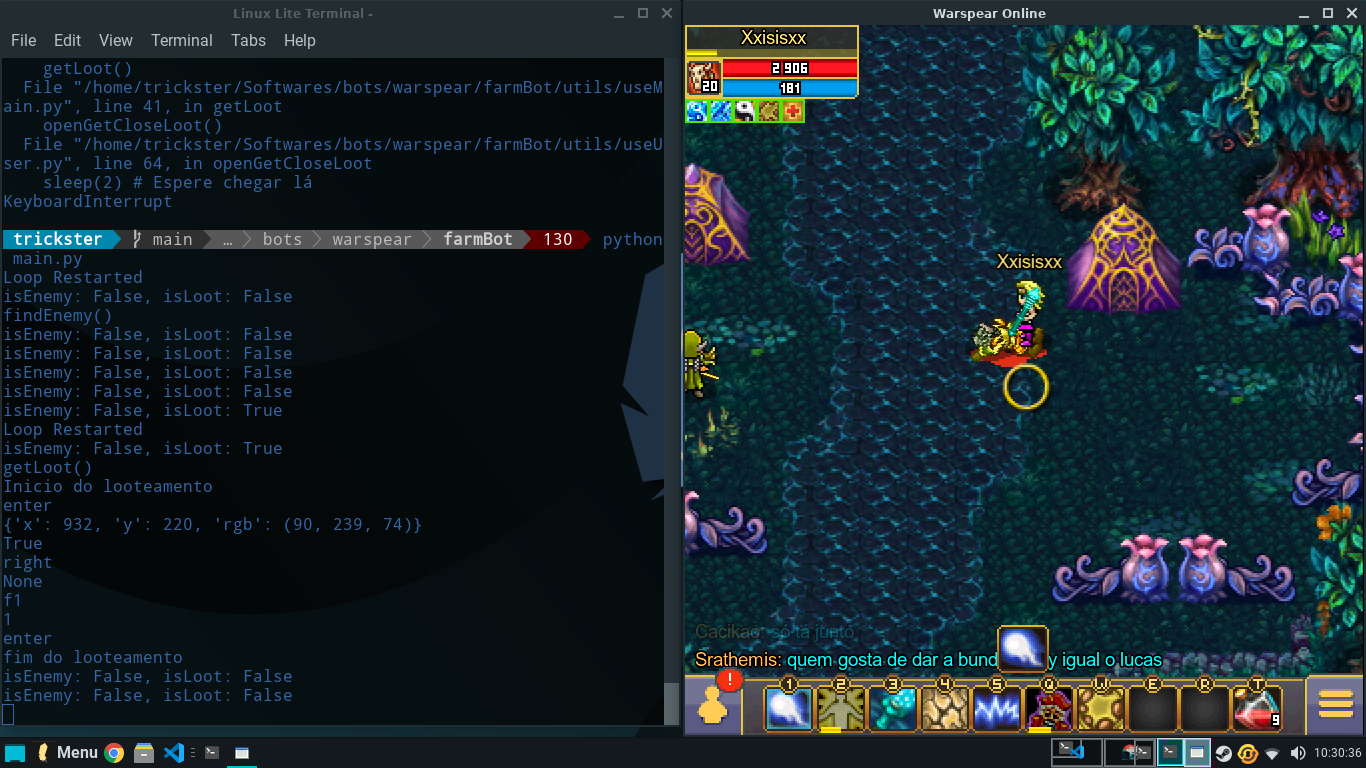 Linux Lite Terminal -
File Edit View Terminal Tabs Help
getLoot()
File "/home/trickster/Softwares/bots/warspear/farmBot/utils/useM
ain.py", line 41, in getLoot
openGetCloseLoot()
File "/home/trickster/Softwares/bots/warspear/farmBot/utils/useU
ser.py", line 64, in openGetCloseLoot
sleep(2) # Espere chegar lá
KeyboardInterrupt
trickster main … bots warspear farmBot 130 python
main.py
Loop Restarted
isEnemy: False, isLoot: False
findEnemy()
isEnemy: False, isLoot: False
isEnemy: False, isLoot: False
isEnemy: False, isLoot: False
isEnemy: False, isLoot: False
isEnemy: False, isLoot: True
Loop Restarted
isEnemy: False, isLoot: True
getLoot()
Inicio do looteamento
enter
{'x': 932, 'y': 220, 'rgb': (90, 239, 74)}
True
right
None
f1
1
enter
fim do looteamento
isEnemy: False, isLoot: False
isEnemy: False, isLoot: False
Warspear Online
Xxisisxx
2 906
20
181
Xxisisxx
Cacikao: so ta junto
Srathemis: quem gosta de dar a bund y igual o lucas
!
1 2 3 4 5 Q W E R T
9
Menu
10:30:36